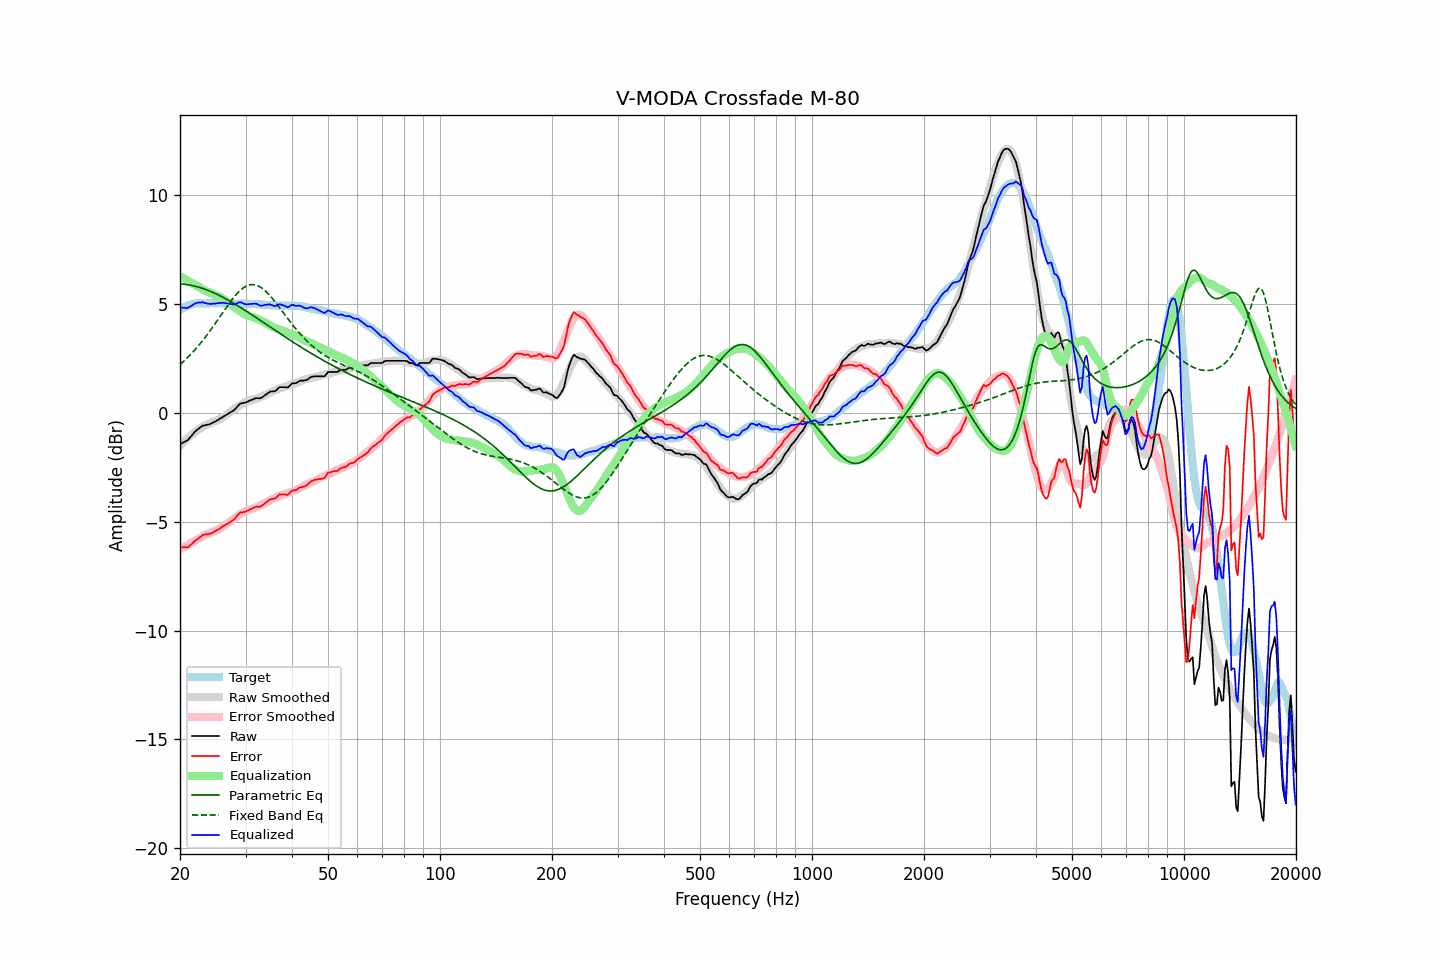 V-MODA Crossfade M-80
Amplitude (dBr)
10
5
0
−5
−10
−15
−20
Target
Raw Smoothed
Error Smoothed
Raw
Error
Equalization
Parametric Eq
Fixed Band Eq
Equalized
20 50 100 200 500 1000 2000 5000 10000 20000
Frequency (Hz)